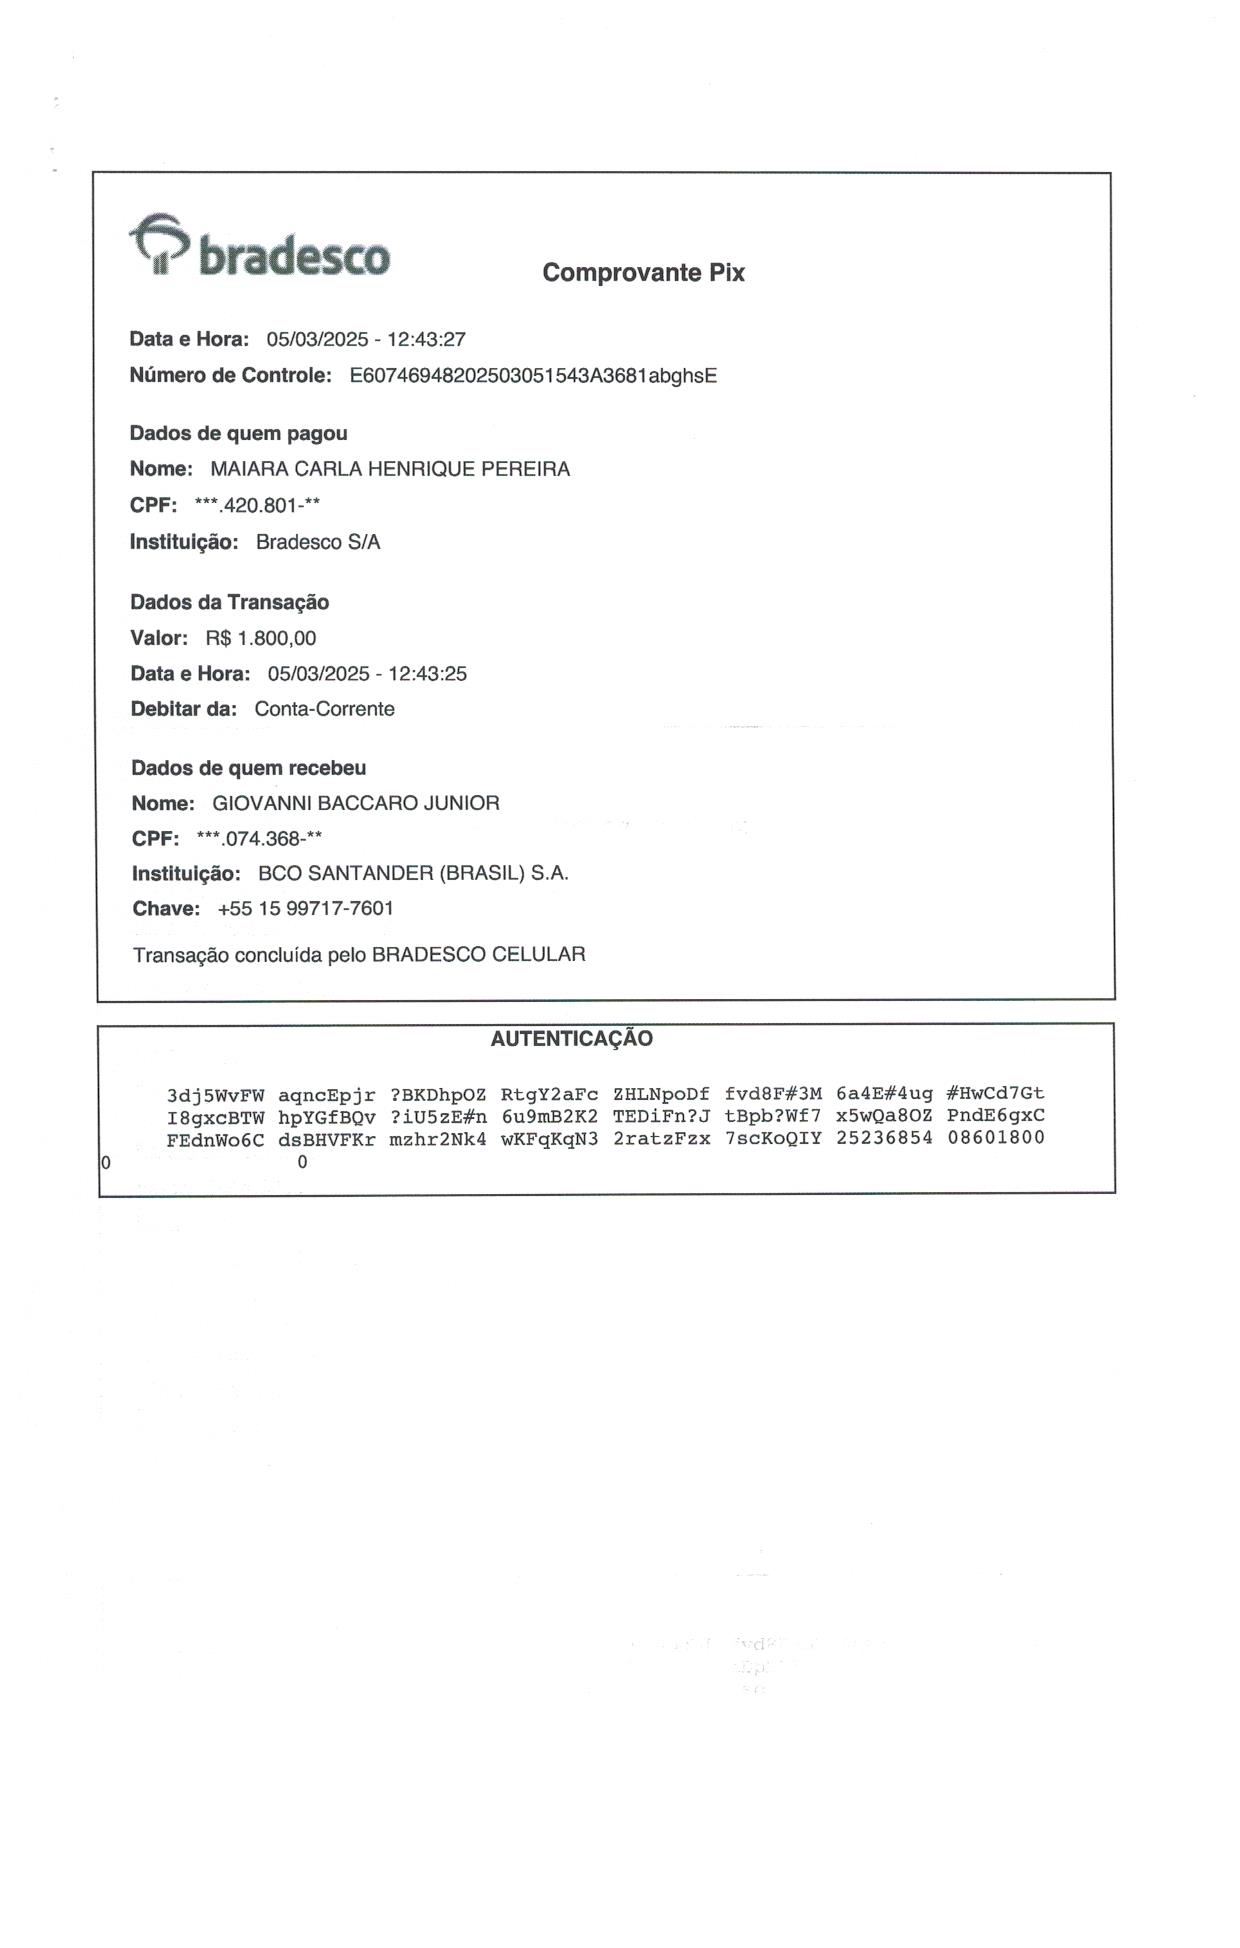 bradesco
Comprovante Pix
Data e Hora: 05/03/2025 - 12:43:27
Número de Controle: E60746948202503051543A3681abghsE
Dados de quem pagou
Nome: MAIARA CARLA HENRIQUE PEREIRA
CPF: ***.420.801-**
Instituição: Bradesco S/A
Dados da Transação
Valor: R$ 1.800,00
Data e Hora: 05/03/2025 - 12:43:25
Debitar da: Conta-Corrente
Dados de quem recebeu
Nome: GIOVANNI BACCARO JUNIOR
CPF: ***.074.368-**
Instituição: BCO SANTANDER (BRASIL) S.A.
Chave: +55 15 99717-7601
Transação concluída pelo BRADESCO CELULAR
AUTENTICAÇÃO
3dj5WvFW aqncEpjr ?BKDhpOZ RtgY2aFc ZHLNpoDf fvd8F#3M 6a4E#4ug #HwCd7Gt
I8gxcBTW hpYGfBQv ?iU5zE#n 6u9mB2K2 TEDiFn?J tBpb?Wf7 x5wQa8OZ PndE6gxC
FEdnWo6C dsBHVFKr mzhr2Nk4 wKFqKqN3 2ratzFzx 7scKoQIY 25236854 08601800
0 0